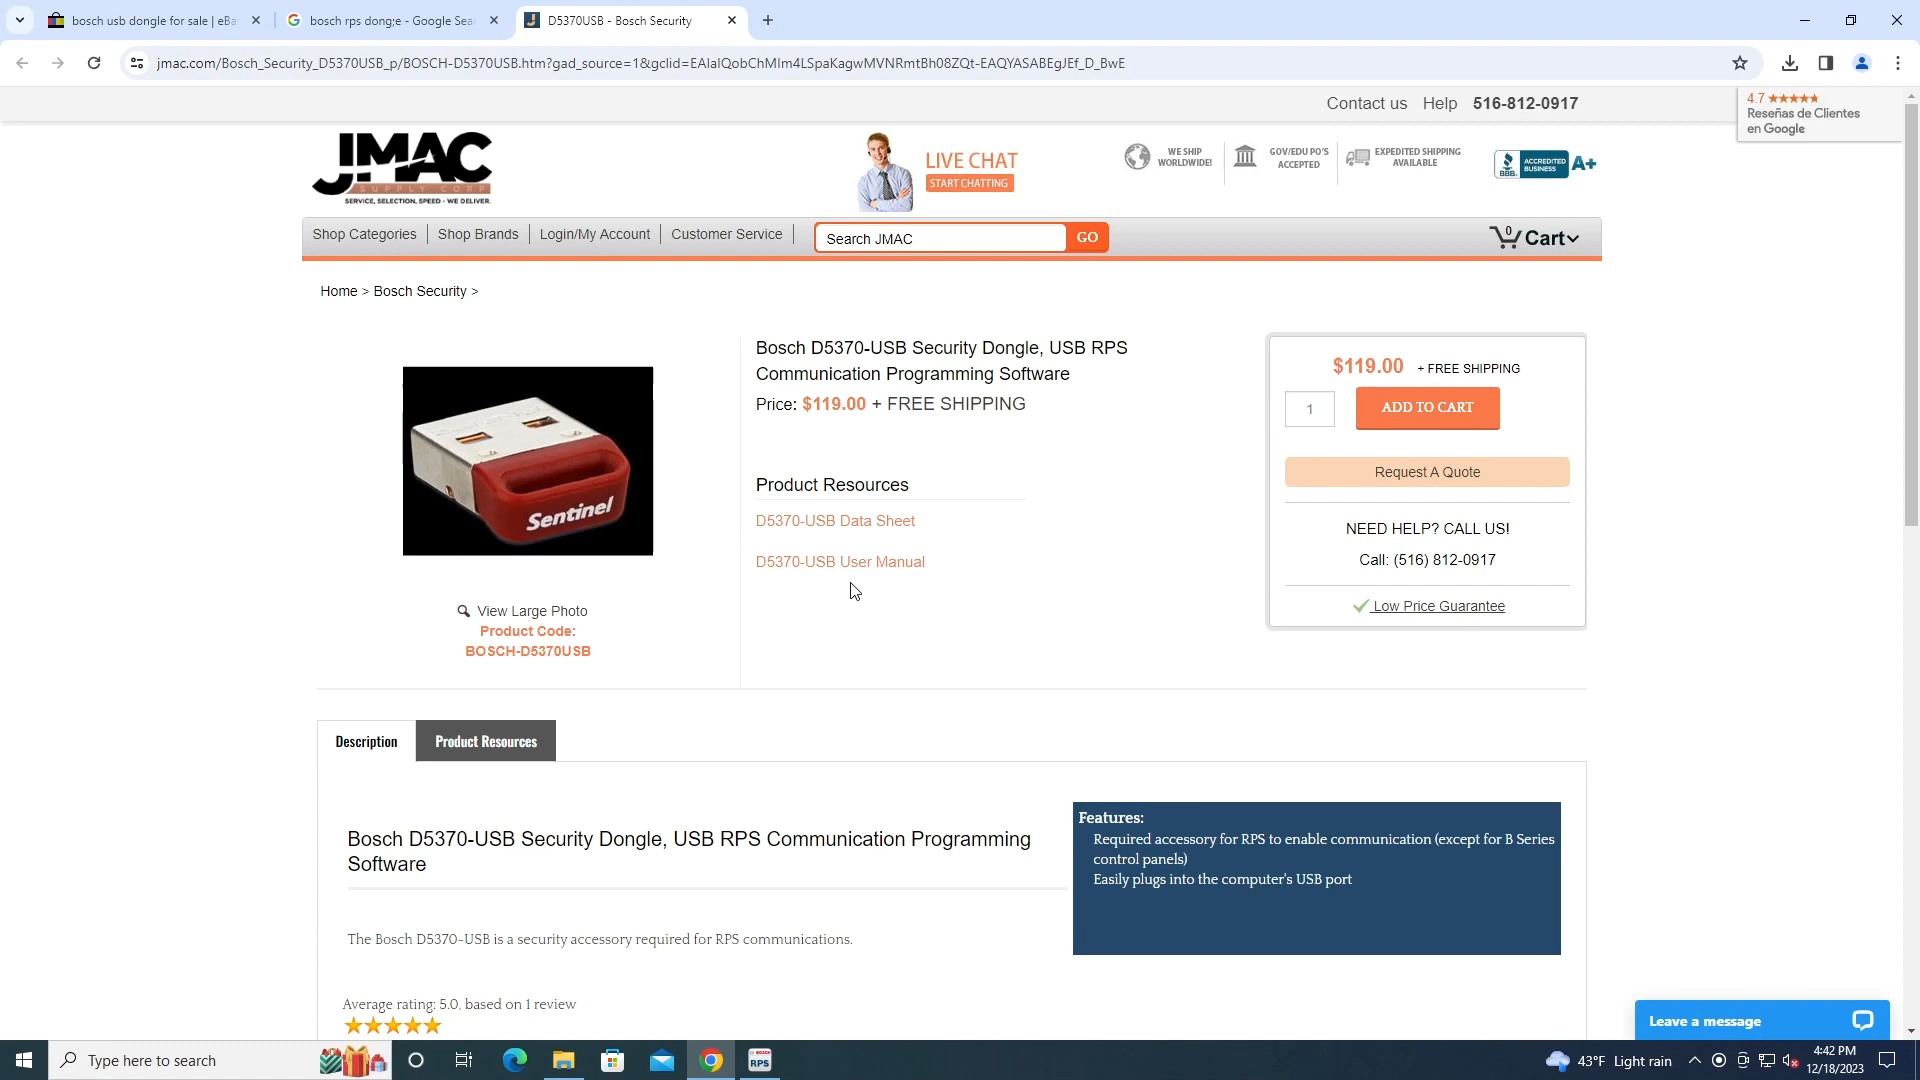 bosch usb dongle for sale | eBa
bosch rps dong;e - Google Sea
D5370USB - Bosch Security
jmac.com/Bosch_Security_D5370USB_p/BOSCH-D5370USB.htm?gad_source=1&gclid=EAIaIQobChMIm4LSpaKagwMVNRmtBh08ZQt-EAQYASABEgJEf_D_BwE
Contact us Help 516-812-0917
4.7 ★★★★★
Reseñas de Clientes
en Google
JMAC
SUPPLY CORP
SERVICE, SELECTION, SPEED - WE DELIVER.
LIVE CHAT
START CHATTING
WE SHIP
WORLDWIDE!
GOV/EDU PO'S
ACCEPTED
EXPEDITED SHIPPING
AVAILABLE
BBB.
ACCREDITED
BUSINESS
A+
Shop Categories
Shop Brands
Login/My Account
Customer Service
Search JMAC
GO
0
Cart
Home > Bosch Security >
Sentinel
View Large Photo
Product Code:
BOSCH-D5370USB
Bosch D5370-USB Security Dongle, USB RPS
Communication Programming Software
Price: $119.00 + FREE SHIPPING
Product Resources
D5370-USB Data Sheet
D5370-USB User Manual
$119.00 + FREE SHIPPING
1
ADD TO CART
Request A Quote
NEED HELP? CALL US!
Call: (516) 812-0917
Low Price Guarantee
Description
Product Resources
Bosch D5370-USB Security Dongle, USB RPS Communication Programming
Software
The Bosch D5370-USB is a security accessory required for RPS communications.
Average rating: 5.0, based on 1 review
Features:
Required accessory for RPS to enable communication (except for B Series
control panels)
Easily plugs into the computer's USB port
Leave a message
Type here to search
BOSCH
RPS
43°F Light rain
4:42 PM
12/18/2023